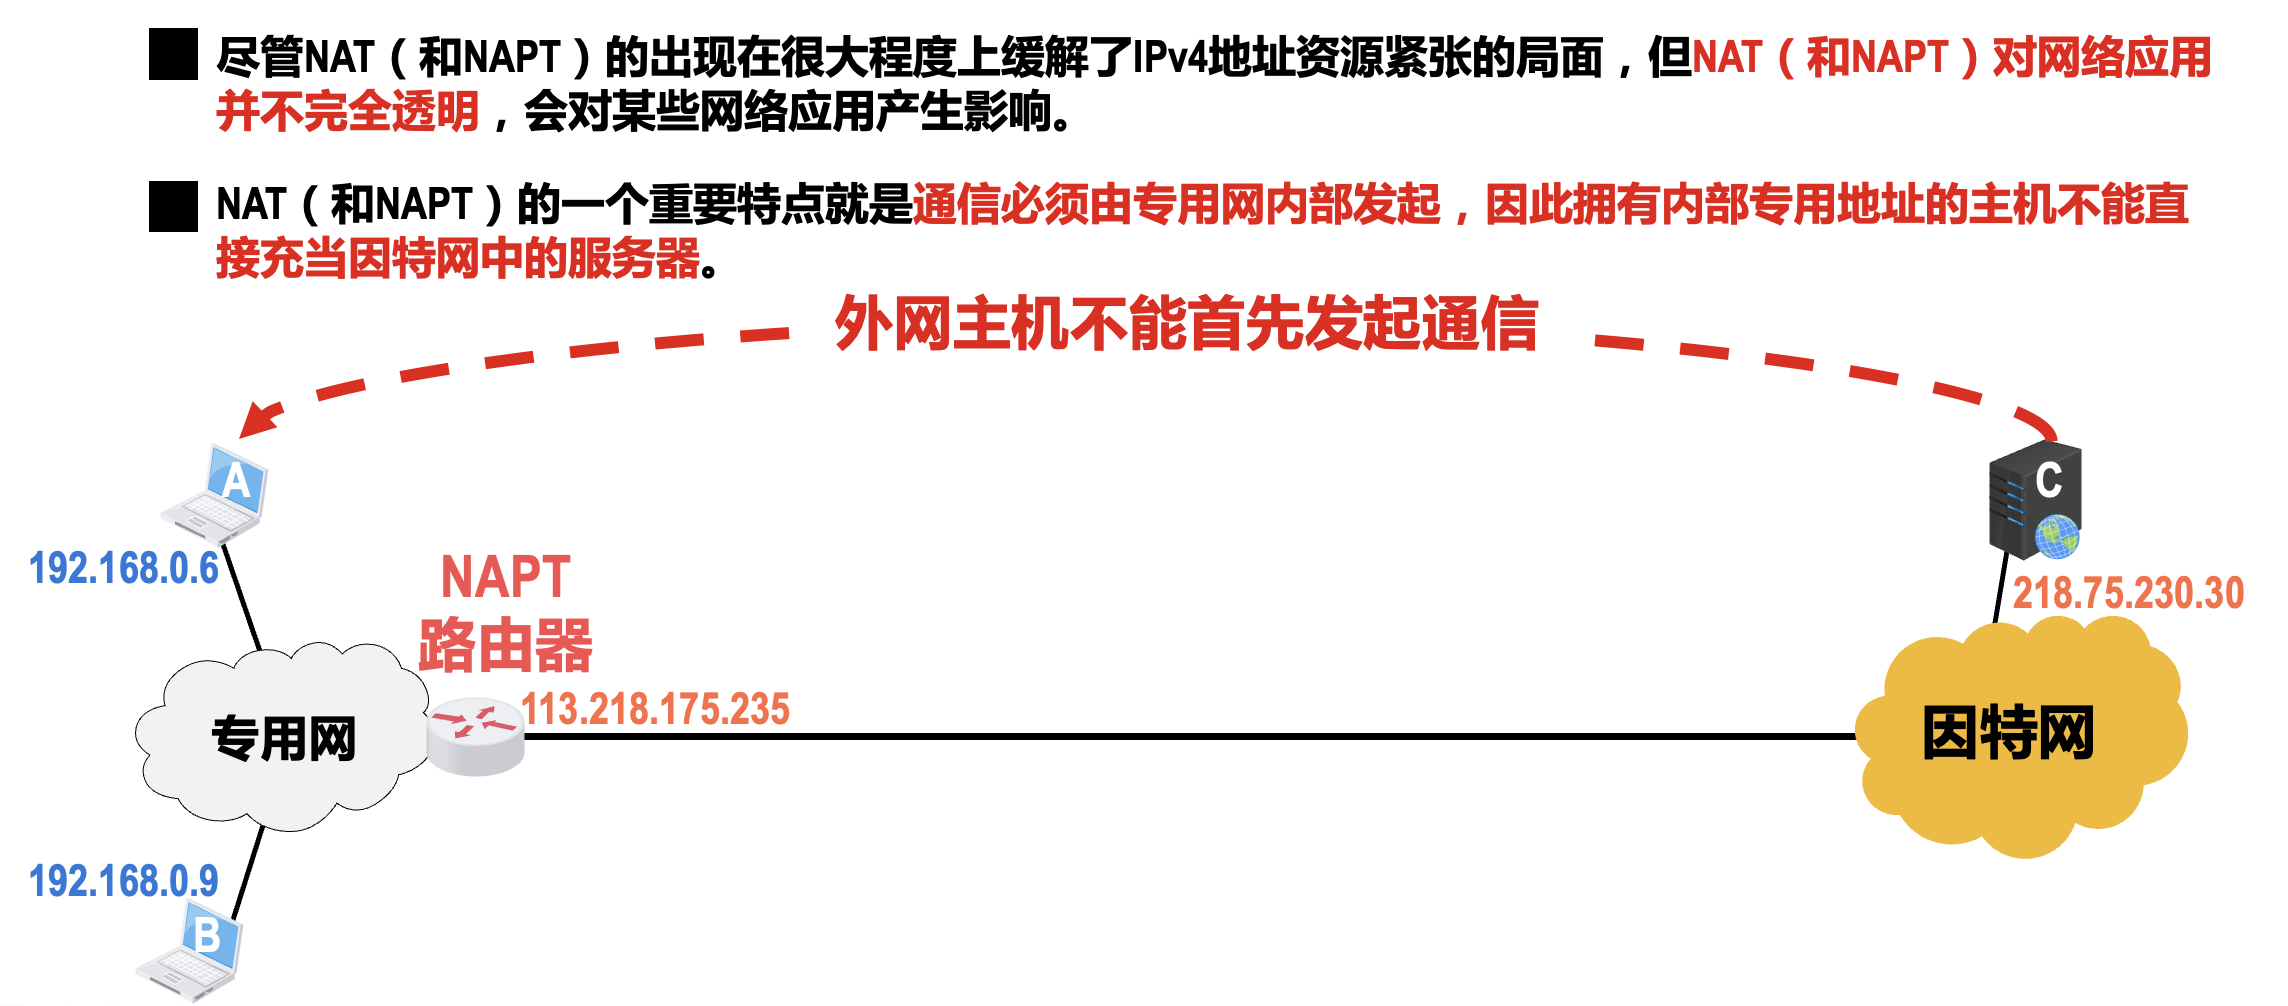 尽管NAT（和NAPT）的出现在很大程度上缓解了IPv4地址资源紧张的局面，但NAT（和NAPT）对网络应用
并不完全透明，会对某些网络应用产生影响。
NAT（和NAPT）的一个重要特点就是通信必须由专用网内部发起，因此拥有内部专用地址的主机不能直
接充当因特网中的服务器。
外网主机不能首先发起通信
A
C
192.168.0.6
NAPT
路由器
218.75.230.30
113.218.175.235
专用网
因特网
192.168.0.9
B